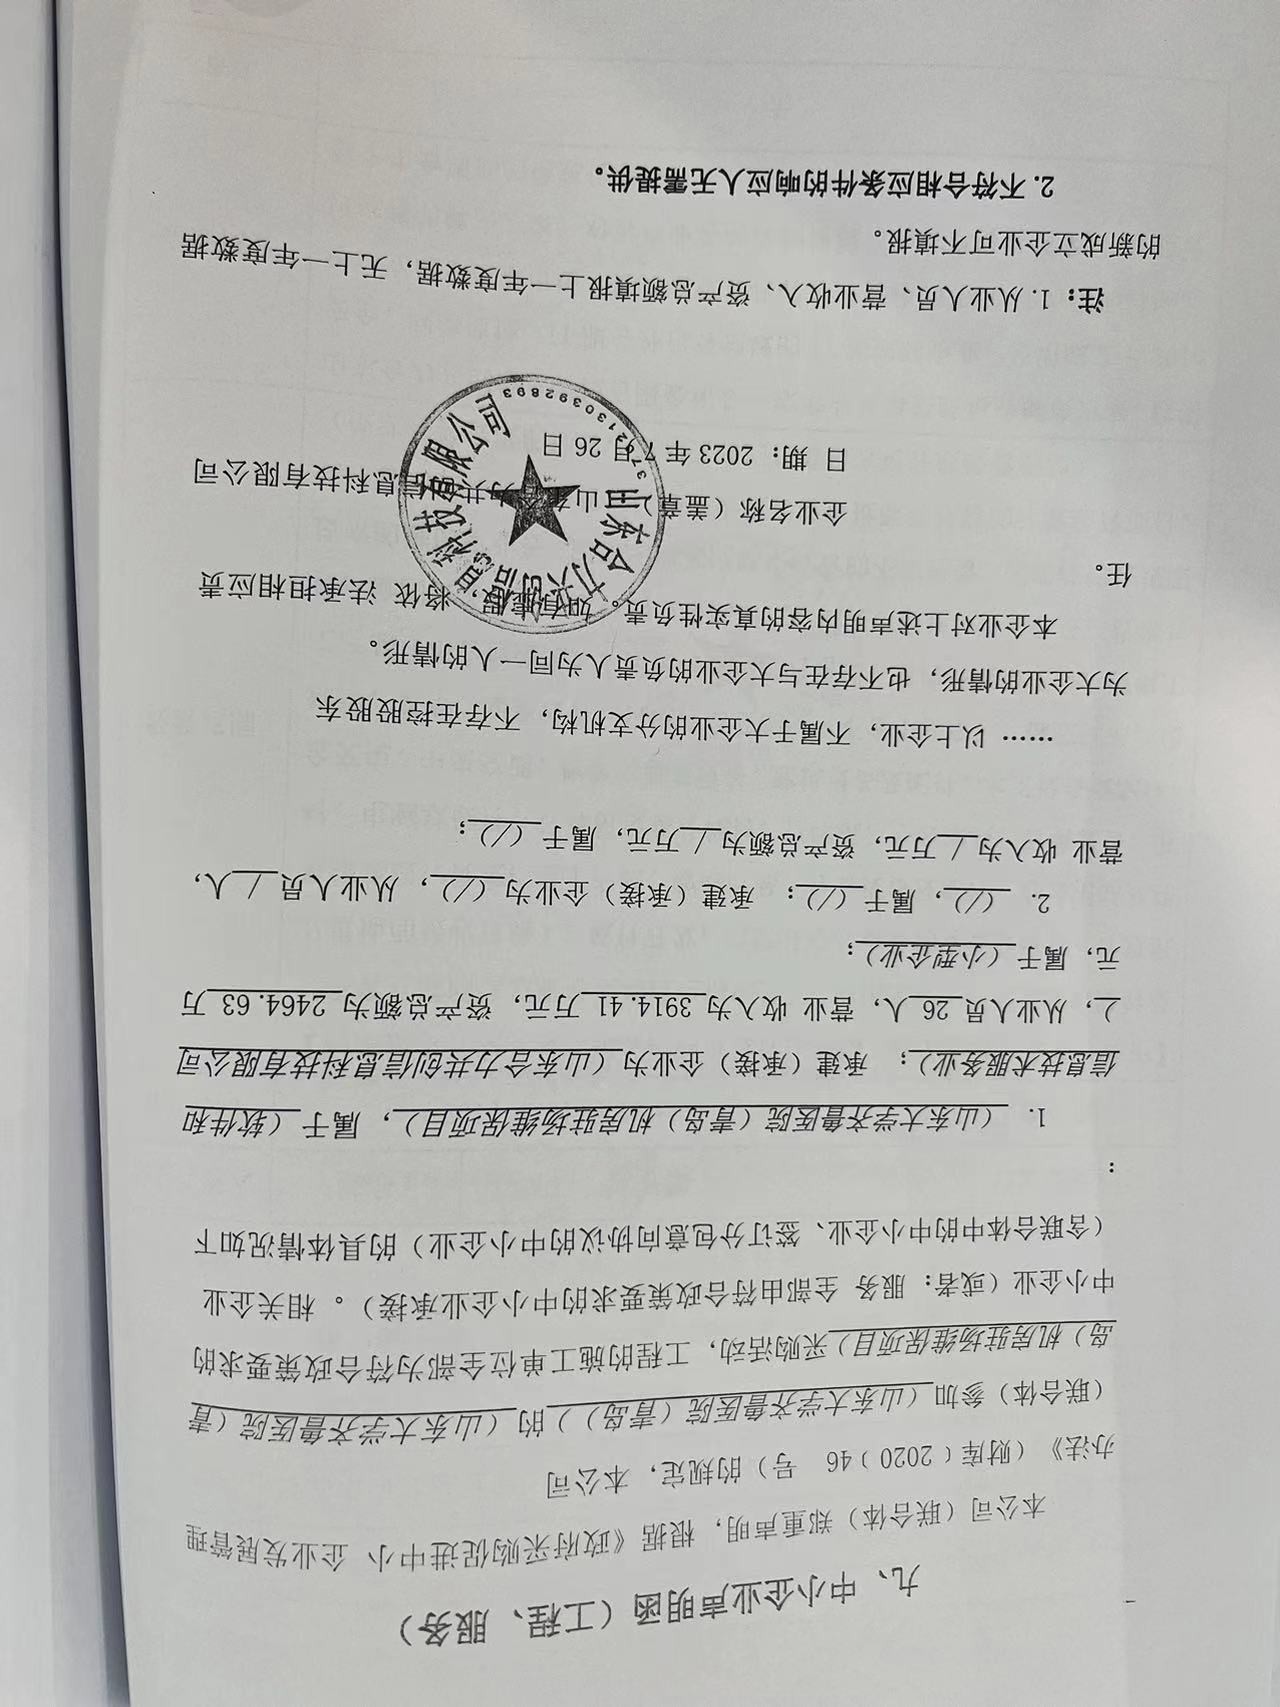 九、中小企业声明函（工程、服务）
本公司（联合体）郑重声明，根据《政府采购促进中小 企业发展管理
办法》（财库﹝2020﹞46 号）的规定，本公司
（联合体）参加（山东大学齐鲁医院（青岛））的（山东大学齐鲁医院（青
岛）机房驻场维保项目）采购活动，工程的施工单位全部为符合政策要求的
中小企业（或者：服务 全部由符合政策要求的中小企业承接）。相关企业
（含联合体中的中小企业、签订分包意向协议的中小企业）的具体情况如下
：
1. （山东大学齐鲁医院（青岛）机房驻场维保项目），属于（软件和
信息技术服务业）； 承建（承接）企业为（山东合力共创信息科技有限公司
），从业人员 26 人，营业 收入为 3914.41 万元，资产总额为 2464.63 万
元，属于（小型企业）；
2. （/），属于（/）； 承建（承接）企业为（/），从业人员 / 人，
营业 收入为 / 万元，资产总额为 / 万元，属于（/）；
…… 以上企业，不属于大企业的分支机构，不存在控股股东
为大企业的情形，也不存在与大企业的负责人为同一人的情形。
本企业对上述声明内容的真实性负责。如有虚假，将依 法承担相应责
任。
企业名称（盖章）：山东合力共创信息科技有限公司
日 期：2023 年 7 月 26 日
山东合力共创信息科技有限公司
注：1. 从业人员、营业收入、资产总额填报上一年度数据，无上一年度数据
的新成立企业可不填报。
2. 不符合相应条件的响应人无需提供。